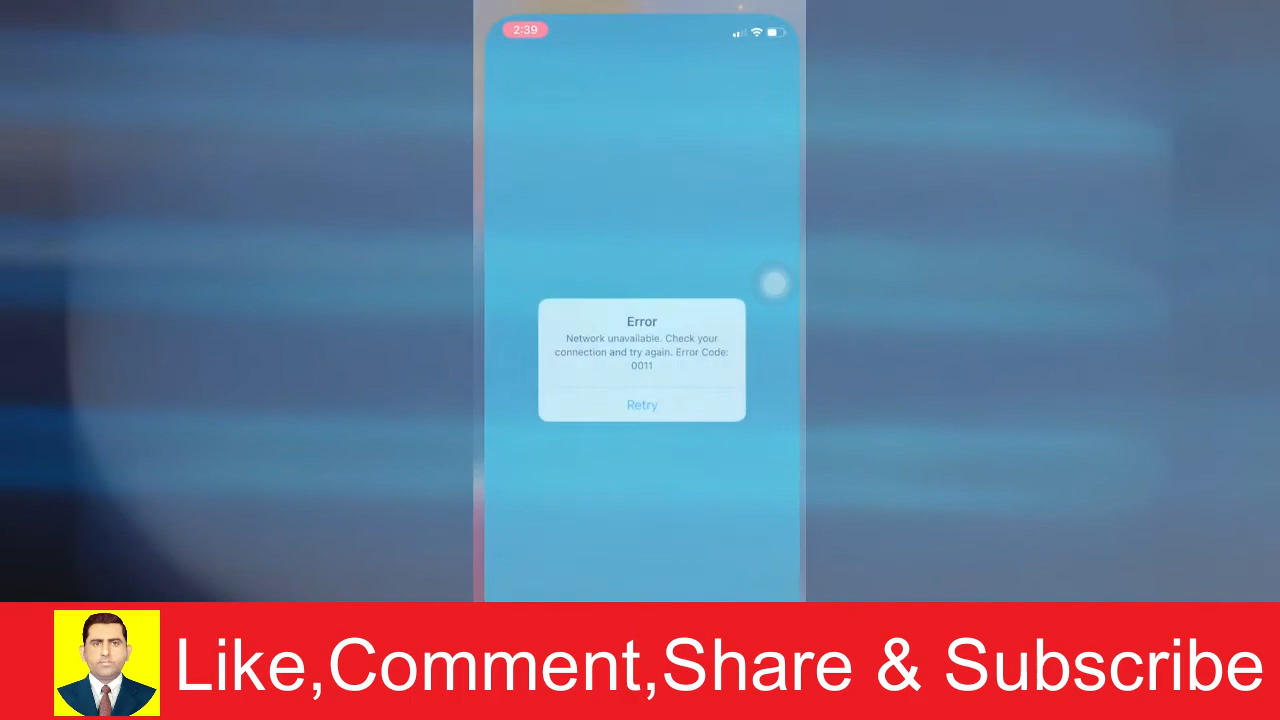 2:39
Error
Network unavailable. Check your
connection and try again. Error Code:
0011
Retry
Like,Comment,Share & Subscribe